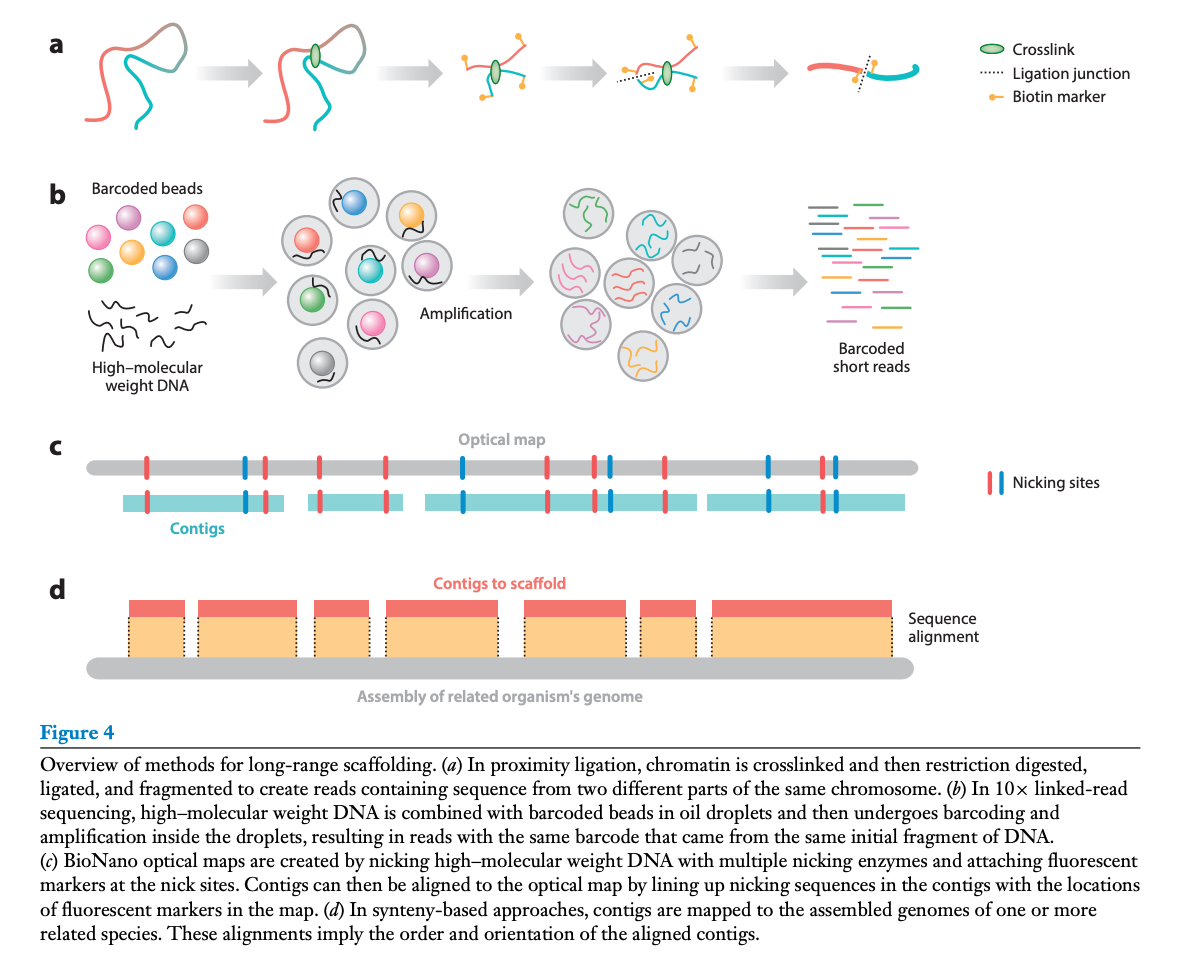 a
Crosslink
Ligation junction
Biotin marker
b
Barcoded beads
High–molecular
weight DNA
Amplification
Barcoded
short reads
c
Optical map
Contigs
Nicking sites
d
Contigs to scaffold
Sequence
alignment
Assembly of related organism's genome
Figure 4
Overview of methods for long-range scaffolding. (a) In proximity ligation, chromatin is crosslinked and then restriction digested,
ligated, and fragmented to create reads containing sequence from two different parts of the same chromosome. (b) In 10× linked-read
sequencing, high–molecular weight DNA is combined with barcoded beads in oil droplets and then undergoes barcoding and
amplification inside the droplets, resulting in reads with the same barcode that came from the same initial fragment of DNA.
(c) BioNano optical maps are created by nicking high–molecular weight DNA with multiple nicking enzymes and attaching fluorescent
markers at the nick sites. Contigs can then be aligned to the optical map by lining up nicking sequences in the contigs with the locations
of fluorescent markers in the map. (d) In synteny-based approaches, contigs are mapped to the assembled genomes of one or more
related species. These alignments imply the order and orientation of the aligned contigs.